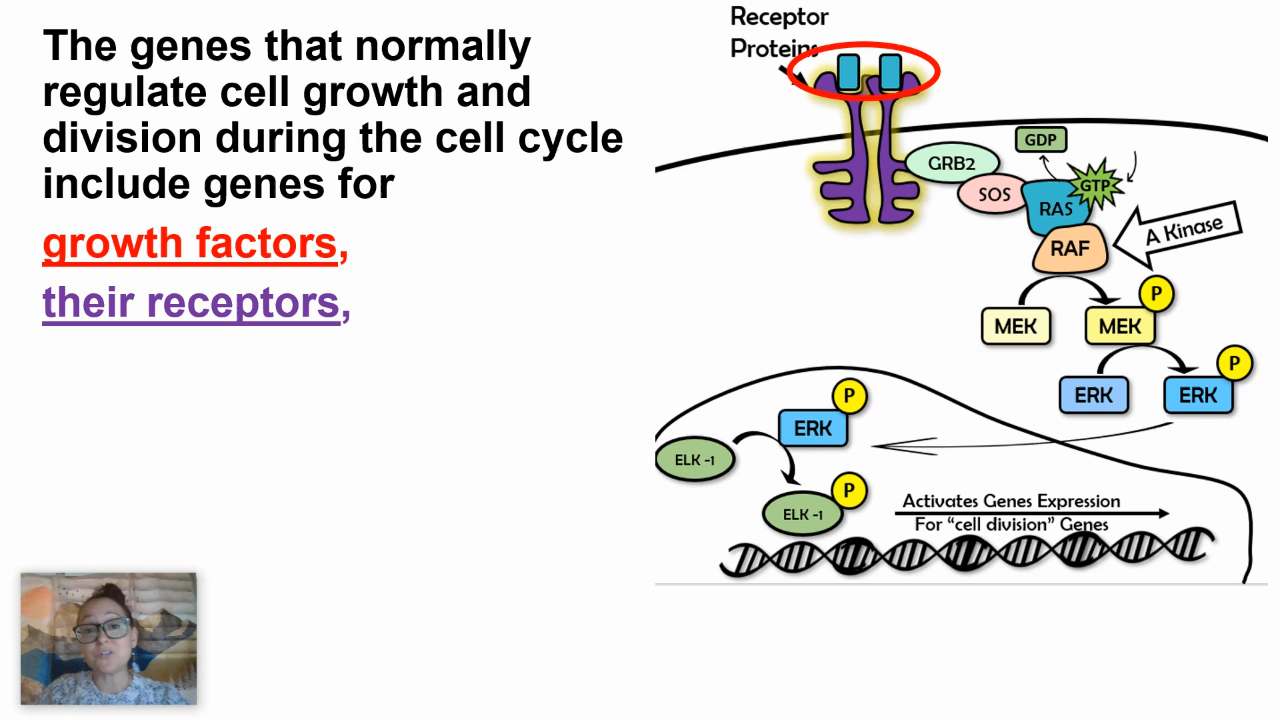 The genes that normally
regulate cell growth and
division during the cell cycle
include genes for
growth factors,
their receptors,
Receptor
Proteins
GRB2
SOS
GDP
GTP
RAS
RAF
A Kinase
MEK
MEK
P
ERK
ERK
P
ERK
P
ELK -1
ELK -1
P
Activates Genes Expression
For “cell division” Genes